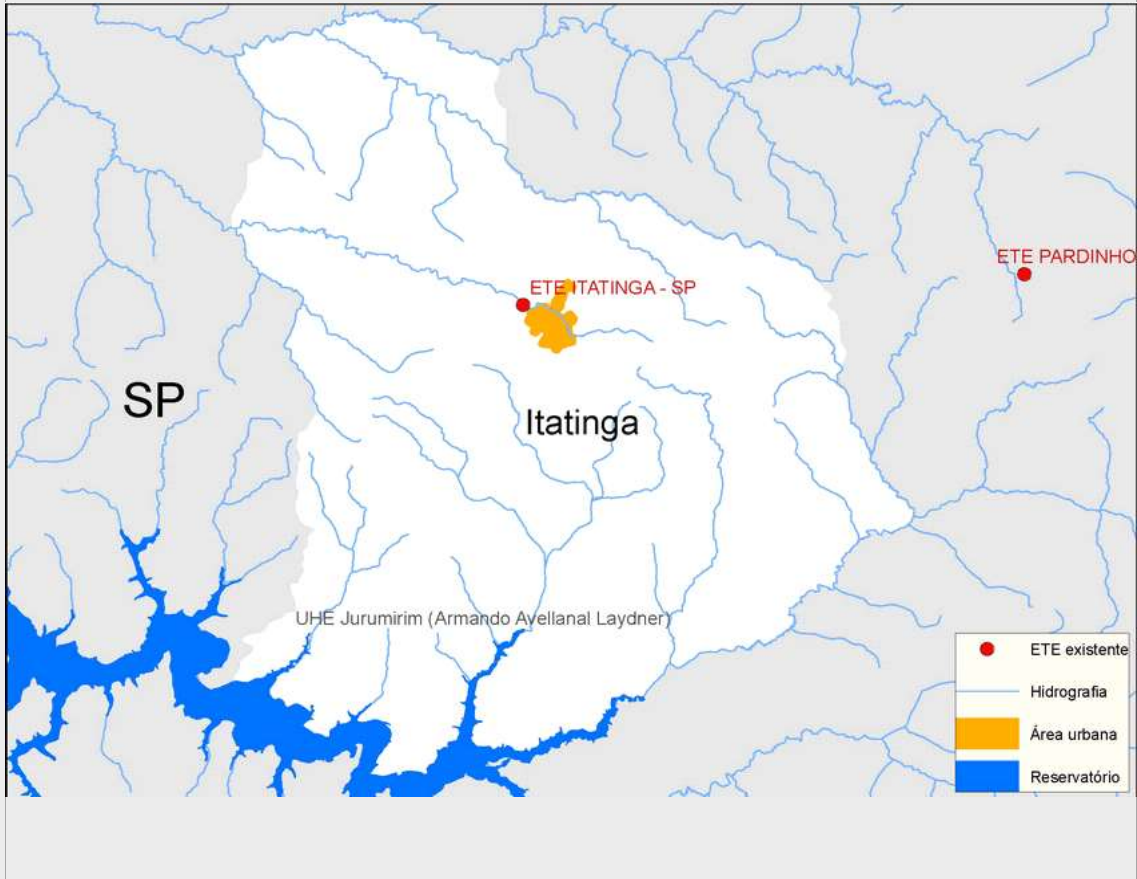 ETE PARDINHO
ETE ITATINGA - SP
SP
Itatinga
UHE Jurumirim (Armando Avellanal Laydner)
ETE existente
Hidrografia
Área urbana
Reservatório